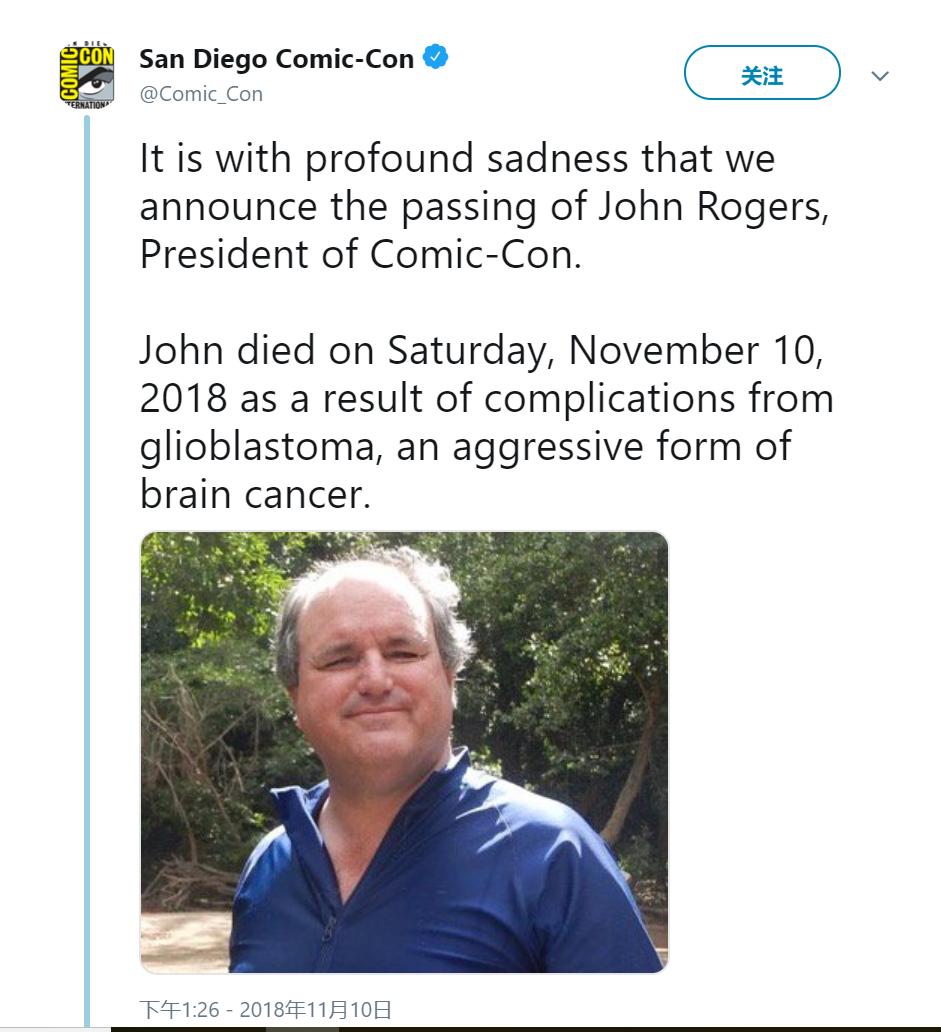 COMIC CON
INTERNATIONAL
San Diego Comic-Con
@Comic_Con
关注
It is with profound sadness that we
announce the passing of John Rogers,
President of Comic-Con.
John died on Saturday, November 10,
2018 as a result of complications from
glioblastoma, an aggressive form of
brain cancer.
下午1:26 - 2018年11月10日